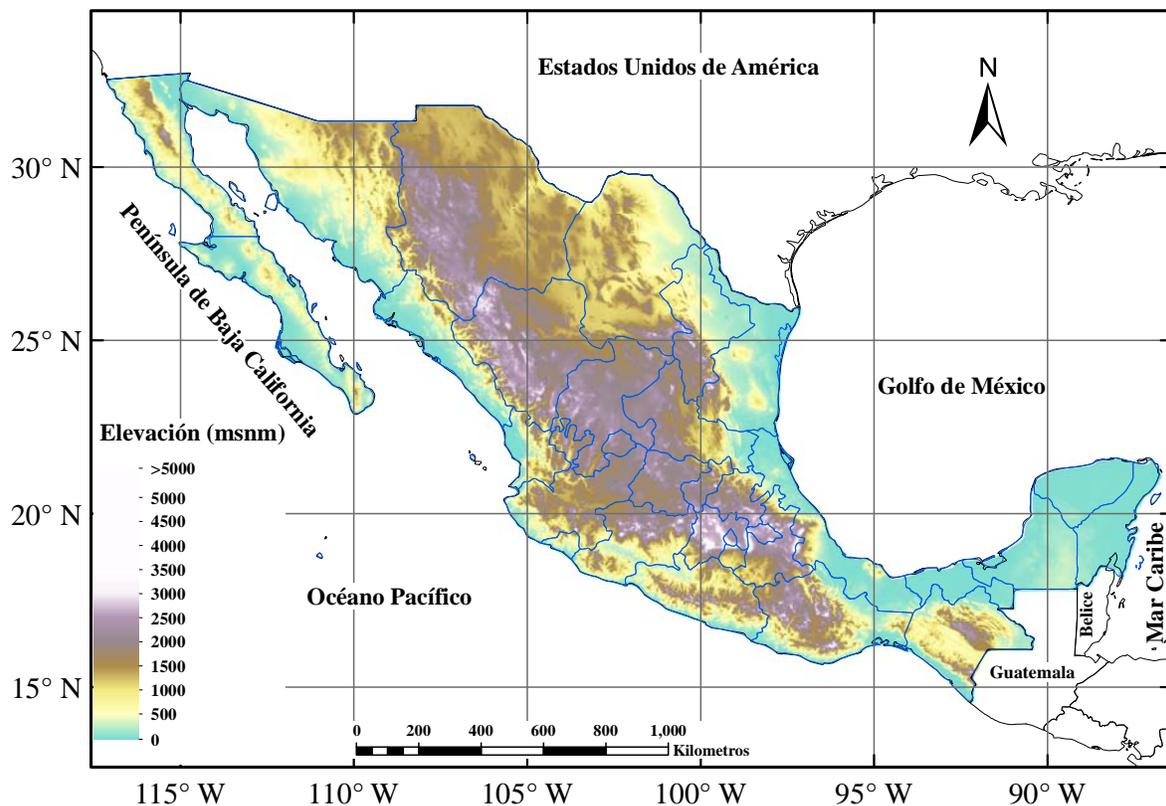 Estados Unidos de América
N
30° N
Península de Baja California
25° N
Golfo de México
Elevación (msnm)
>5000
5000
4500
4000
3500
3000
2500
2000
1500
1000
500
0
20° N
Océano Pacífico
Mar Caribe
Belice
Guatemala
15° N
0 200 400 600 800 1,000
Kilometros
115° W 110° W 105° W 100° W 95° W 90° W